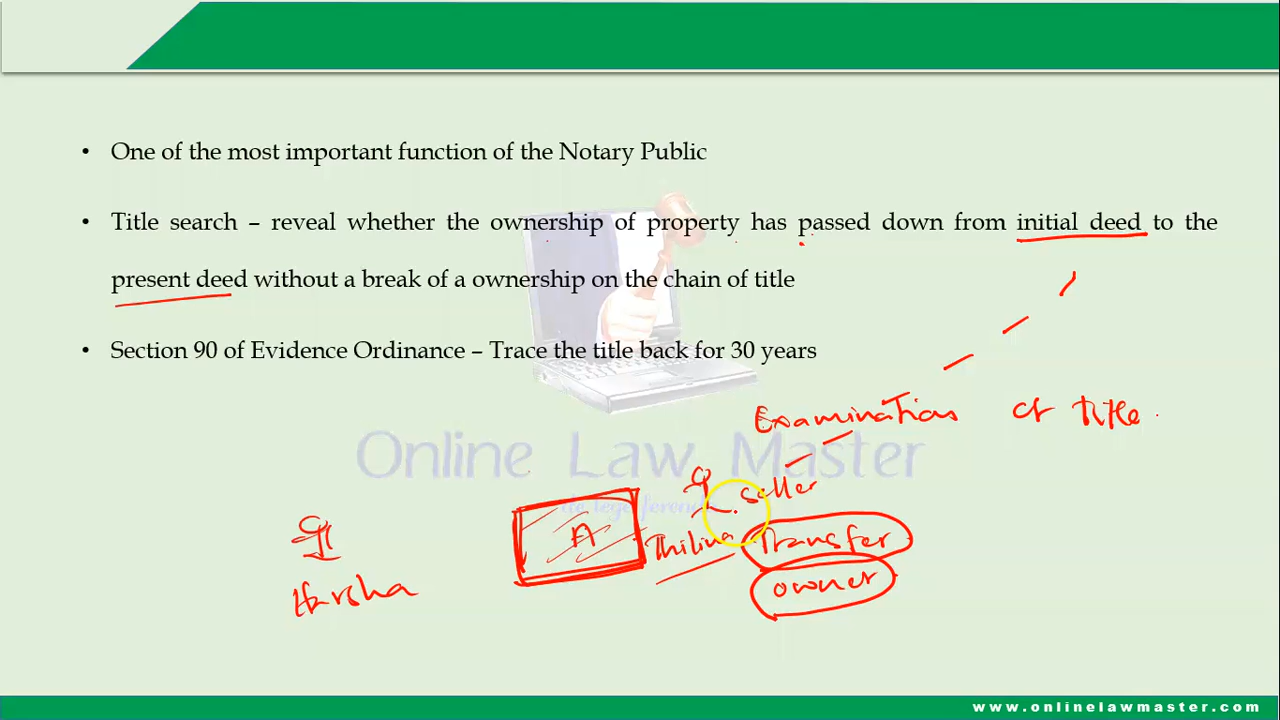 • One of the most important function of the Notary Public
• Title search – reveal whether the ownership of property has passed down from initial deed to the
present deed without a break of a ownership on the chain of title
• Section 90 of Evidence Ordinance – Trace the title back for 30 years
Examination of Title
Online Law Master
seller
A
Thilina
Transfer
owner
Harsha
www.onlinelawmaster.com